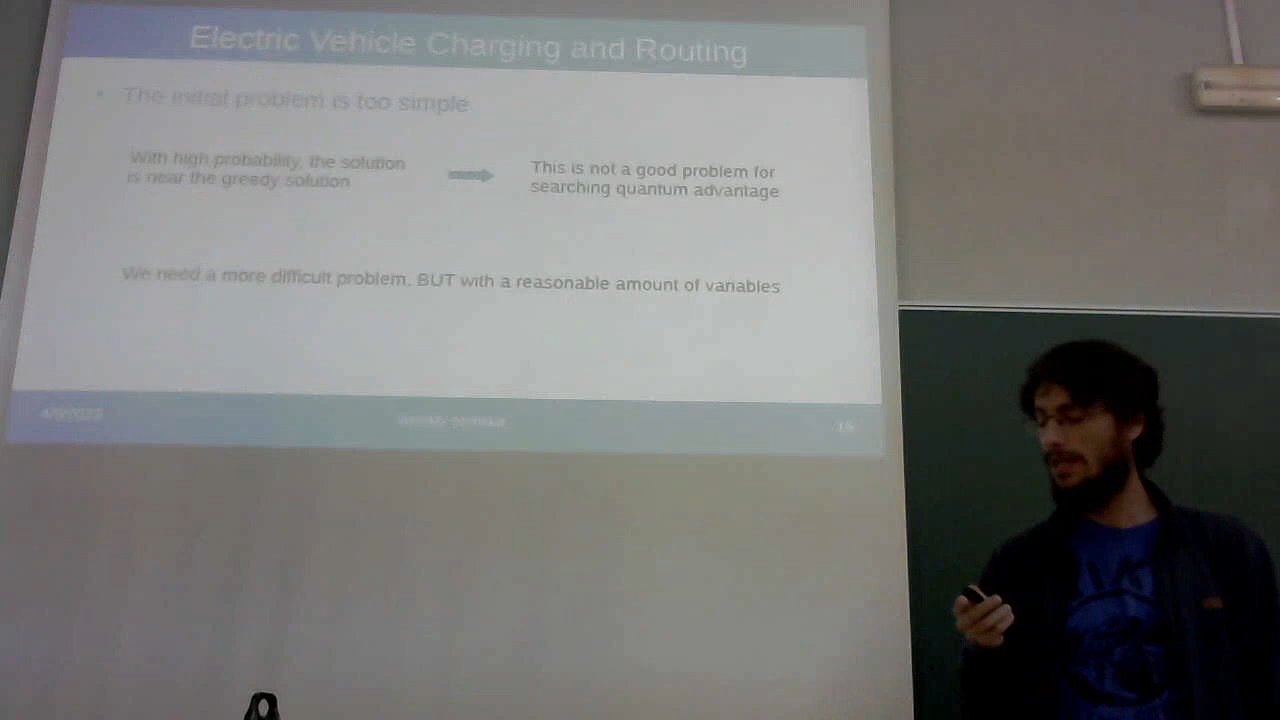 Electric Vehicle Charging and Routing
• The initial problem is too simple
With high probability, the solution
is near the greedy solution
This is not a good problem for
searching quantum advantage
We need a more difficult problem, BUT with a reasonable amount of variables
weekly seminar